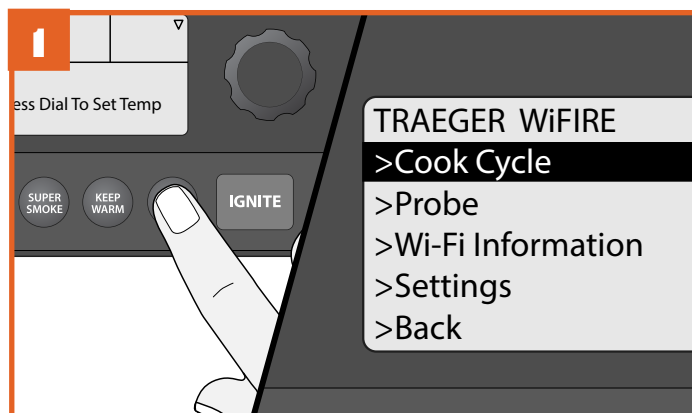 1
ess Dial To Set Temp
SUPER
SMOKE
KEEP
WARM
IGNITE
TRAEGER WiFIRE
>Cook Cycle
>Probe
>Wi-Fi Information
>Settings
>Back